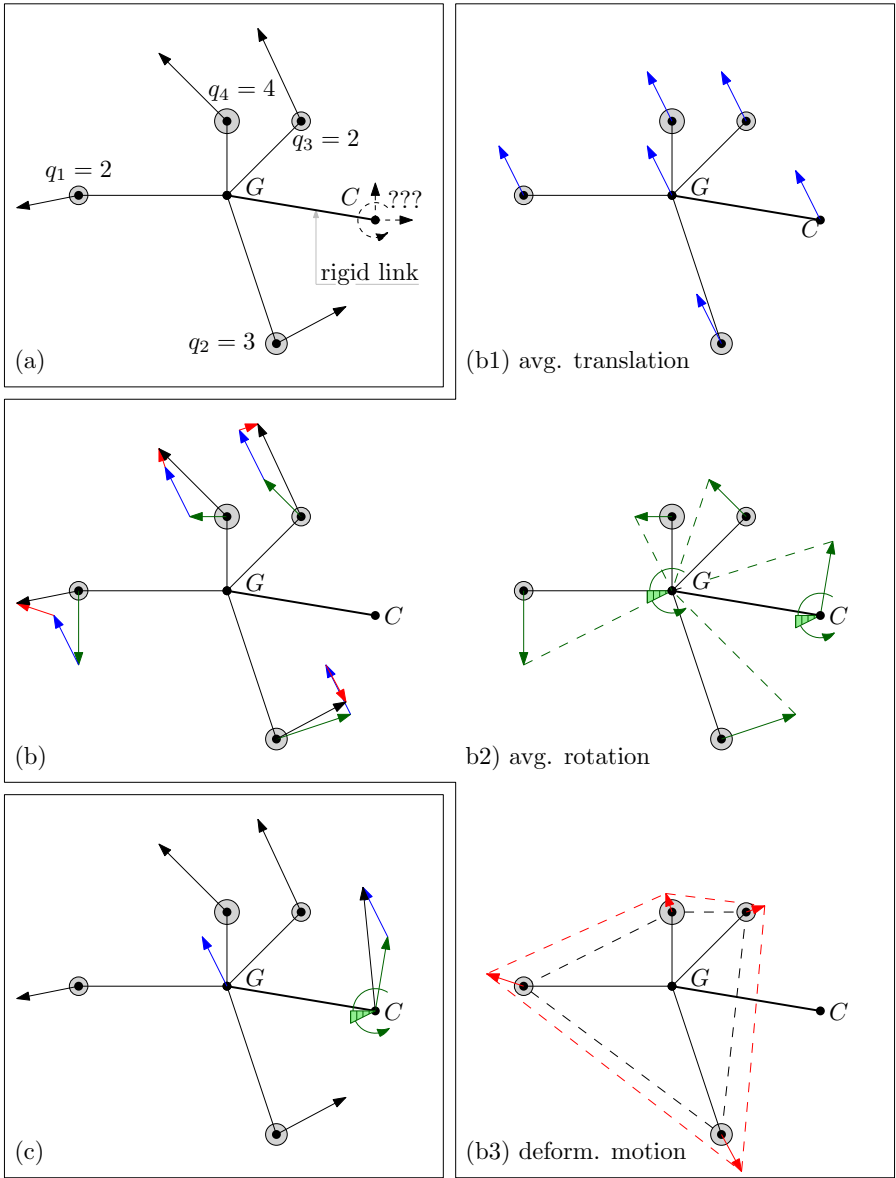 q₄ = 4
q₃ = 2
q₁ = 2
G
C
???
rigid link
q₂ = 3
(a)
G
C
(b1) avg. translation
G
C
(b)
G
C
b2) avg. rotation
G
C
(c)
G
C
(b3) deform. motion